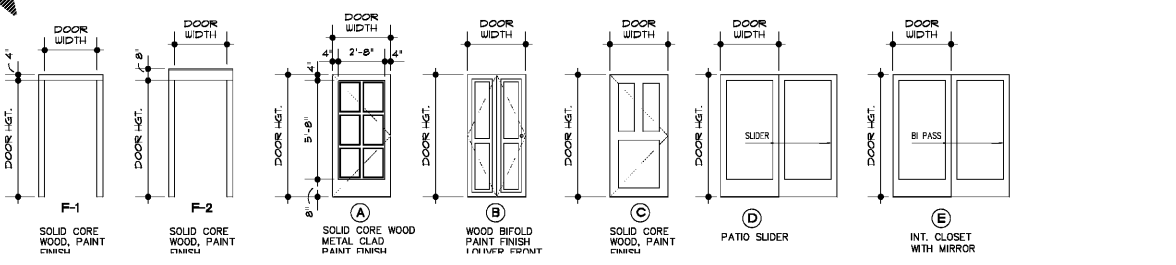 DOOR
WIDTH
4"
DOOR HGT.
F-1
SOLID CORE
WOOD, PAINT
FINISH
DOOR
WIDTH
8"
DOOR HGT.
F-2
SOLID CORE
WOOD, PAINT
FINISH
DOOR
WIDTH
4" 2'-8" 4"
4"
DOOR HGT.
5'-8"
8"
A
SOLID CORE WOOD
METAL CLAD
PAINT FINISH
DOOR
WIDTH
DOOR HGT.
B
WOOD BIFOLD
PAINT FINISH
LOUVER FRONT
DOOR
WIDTH
DOOR HGT.
C
SOLID CORE
WOOD, PAINT
FINISH
DOOR
WIDTH
DOOR HGT.
SLIDER
D
PATIO SLIDER
DOOR
WIDTH
DOOR HGT.
BI PASS
E
INT. CLOSET
WITH MIRROR